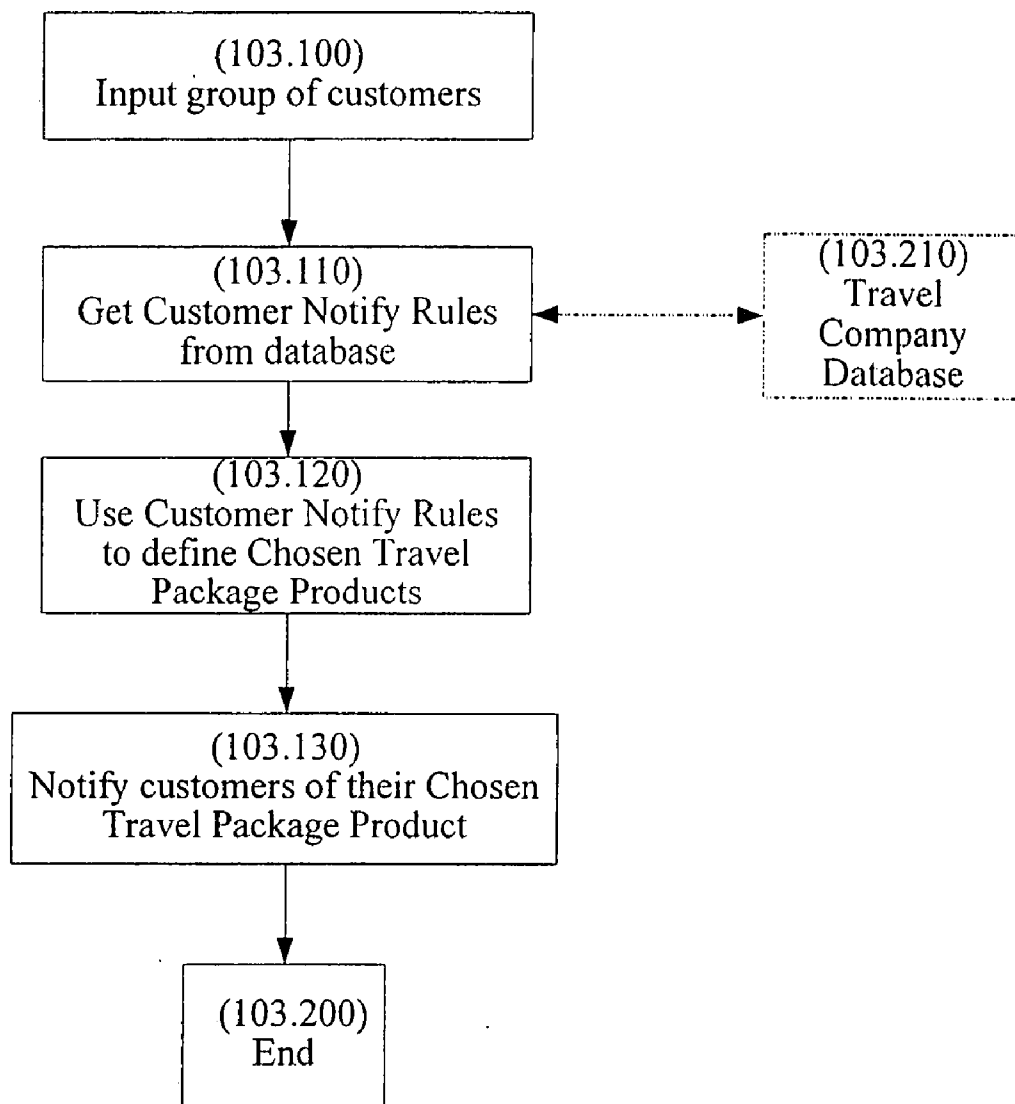 (103.100)
Input group of customers
(103.110)
Get Customer Notify Rules
from database
(103.210)
Travel
Company
Database
(103.120)
Use Customer Notify Rules
to define Chosen Travel
Package Products
(103.130)
Notify customers of their Chosen
Travel Package Product
(103.200)
End